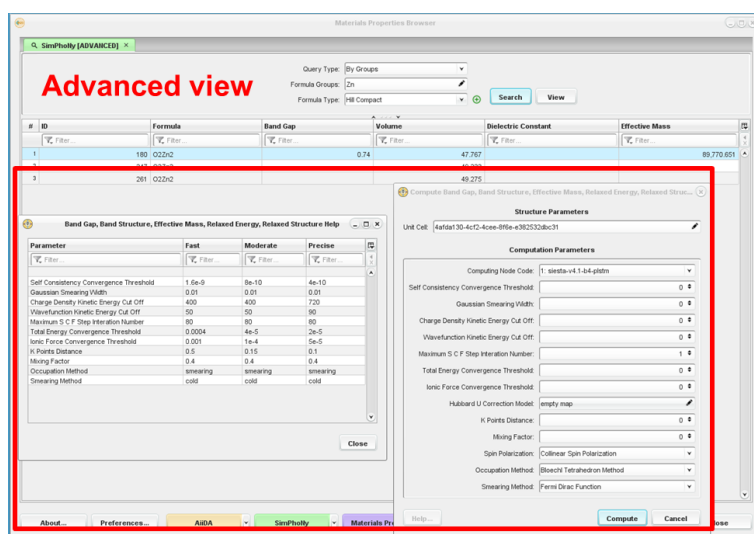 Materials Properties Browser
SimPhoNy [ADVANCED] ×
Advanced view
Query Type: By Groups
Formula Groups: Zn
Formula Type: Hill Compact
Search View
# ID Formula Band Gap Volume Dielectric Constant Effective Mass
Filter... Filter... Filter... Filter... Filter... Filter...
1 180 O2Zn2 0.74 47.767 89,770.651
3 261 O2Zn2 49.275
Compute Band Gap, Band Structure, Effective Mass, Relaxed Energy, Relaxed Struc...
Structure Parameters
Unit Cell: 4afda130-4cf2-4cee-8f6e-e382532dbc31
Computation Parameters
Computing Node Code: 1: siesta-v4.1-b4-plstm
Self Consistency Convergence Threshold: 0
Gaussian Smearing Width: 0
Charge Density Kinetic Energy Cut Off: 0
Wavefunction Kinetic Energy Cut Off: 0
Maximum S C F Step Interation Number: 1
Total Energy Convergence Threshold: 0
Ionic Force Convergence Threshold: 0
Hubbard U Correction Model: empty map
K Points Distance: 0
Mixing Factor: 0
Spin Polarization: Collinear Spin Polarization
Occupation Method: Bloechl Tetrahedron Method
Smearing Method: Fermi Dirac Function
Help... Compute Cancel
Band Gap, Band Structure, Effective Mass, Relaxed Energy, Relaxed Structure Help
Parameter Fast Moderate Precise
Filter... Filter... Filter... Filter...
Self Consistency Convergence Threshold 1.6e-9 8e-10 4e-10
Gaussian Smearing Width 0.01 0.01 0.01
Charge Density Kinetic Energy Cut Off 400 400 720
Wavefunction Kinetic Energy Cut Off 50 50 90
Maximum S C F Step Interation Number 80 80 80
Total Energy Convergence Threshold 0.0004 4e-5 2e-5
Ionic Force Convergence Threshold 0.001 1e-4 5e-5
K Points Distance 0.5 0.15 0.1
Mixing Factor 0.4 0.4 0.4
Occupation Method smearing smearing smearing
Smearing Method cold cold cold
Close
About... Preferences... AiiDA SimPhoNy Materials Pr